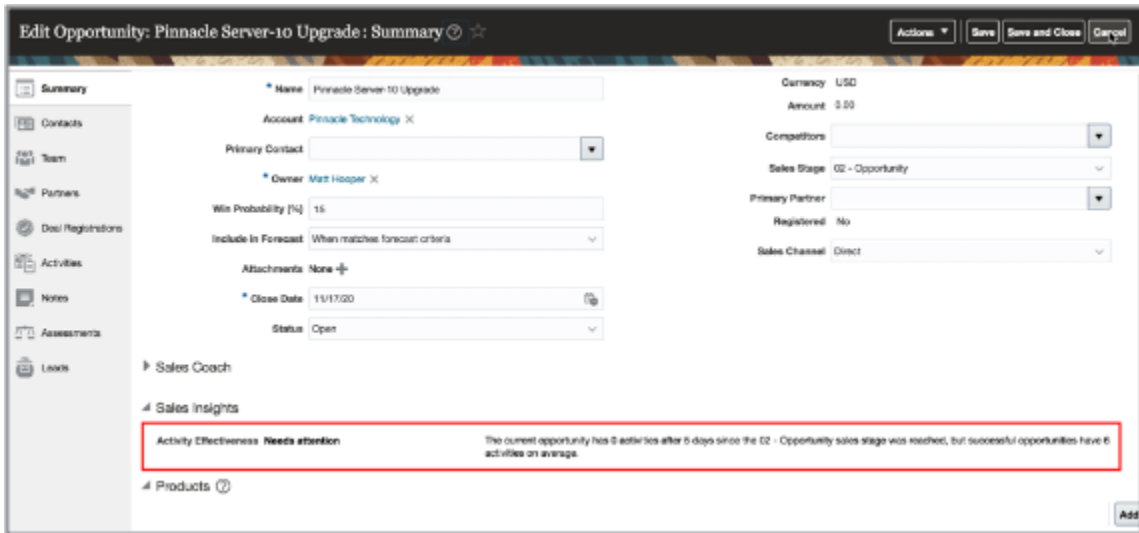 Edit Opportunity: Pinnacle Server-10 Upgrade : Summary
Actions
Save
Save and Close
Cancel
Summary
Contacts
Team
Partners
Deal Registrations
Activities
Notes
Assessments
Leads
* Name Pinnacle Server-10 Upgrade
Account Pinnacle Technology
Primary Contact
* Owner Matt Hooper
Win Probability (%) 15
Include in Forecast When matches forecast criteria
Attachments None
* Close Date 11/17/20
Status Open
Currency USD
Amount 0.00
Competitors
Sales Stage 02 - Opportunity
Primary Partner
Registered No
Sales Channel Direct
Sales Coach
Sales Insights
Activity Effectiveness Needs attention
The current opportunity has 0 activities after days since the 02 - Opportunity sales stage was reached, but successful opportunities have 6
activities on average.
Products
Add